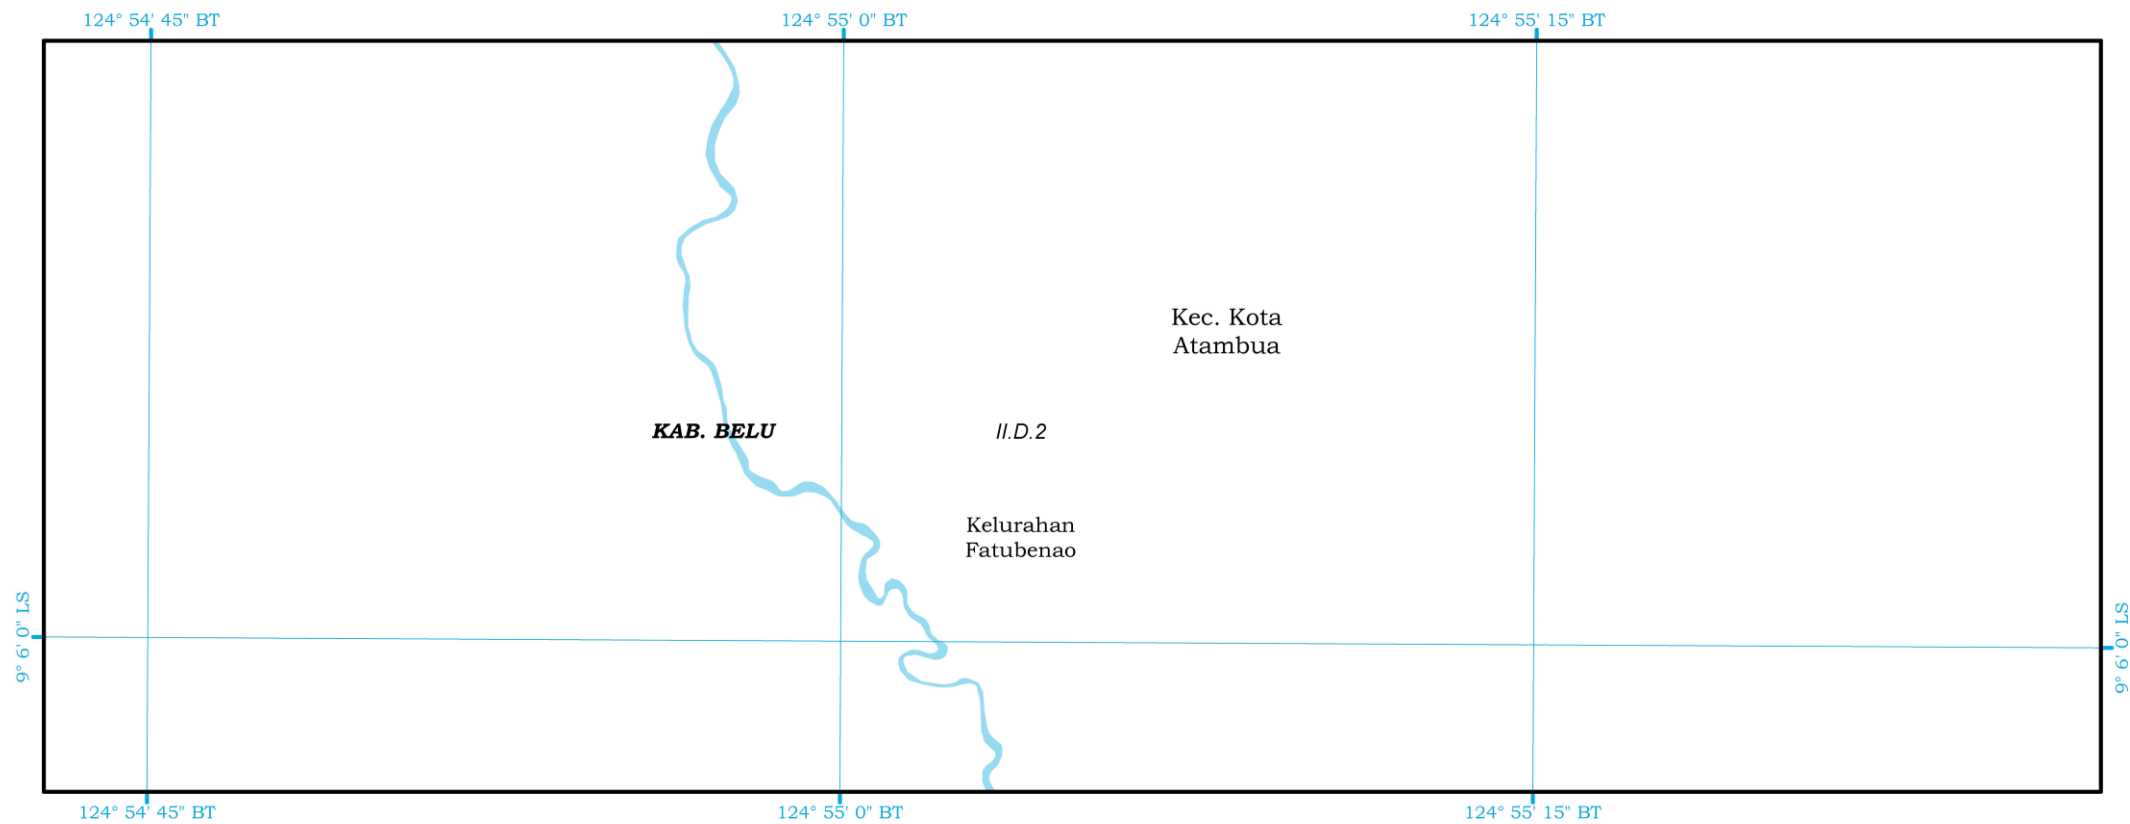 124° 54' 45" BT
124° 55' 0" BT
124° 55' 15" BT
Kec. Kota
Atambua
KAB. BELU
II.D.2
Kelurahan
Fatubenao
9° 6' 0" LS
9° 6' 0" LS
124° 54' 45" BT
124° 55' 0" BT
124° 55' 15" BT